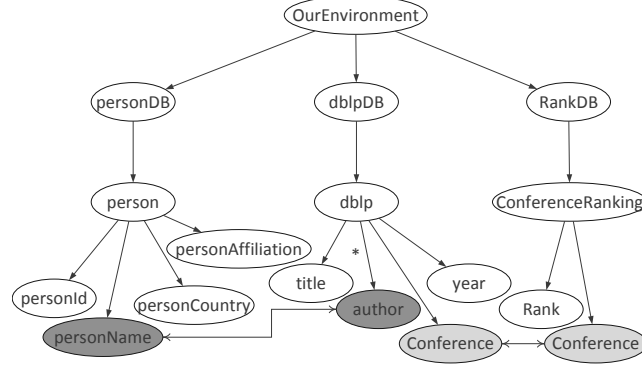 OurEnvironment
personDB
dblpDB
RankDB
person
dblp
ConferenceRanking
personAffiliation
*
personId
personCountry
title
year
Rank
personName
author
Conference
Conference